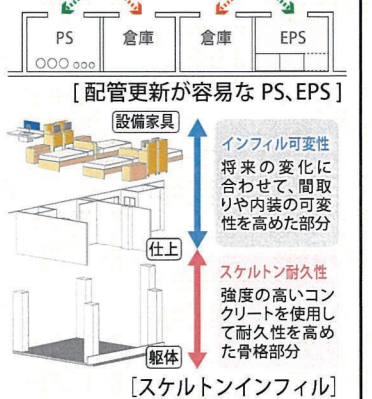 PS 倉庫 倉庫 EPS
[配管更新が容易な PS、EPS]
設備家具
インフィル可変性
将来の変化に
合わせて、間取
りや内装の可変
性を高めた部分
仕上
スケルトン耐久性
強度の高いコン
クリートを使用し
て耐久性を高め
た骨格部分
躯体
[スケルトンインフィル]